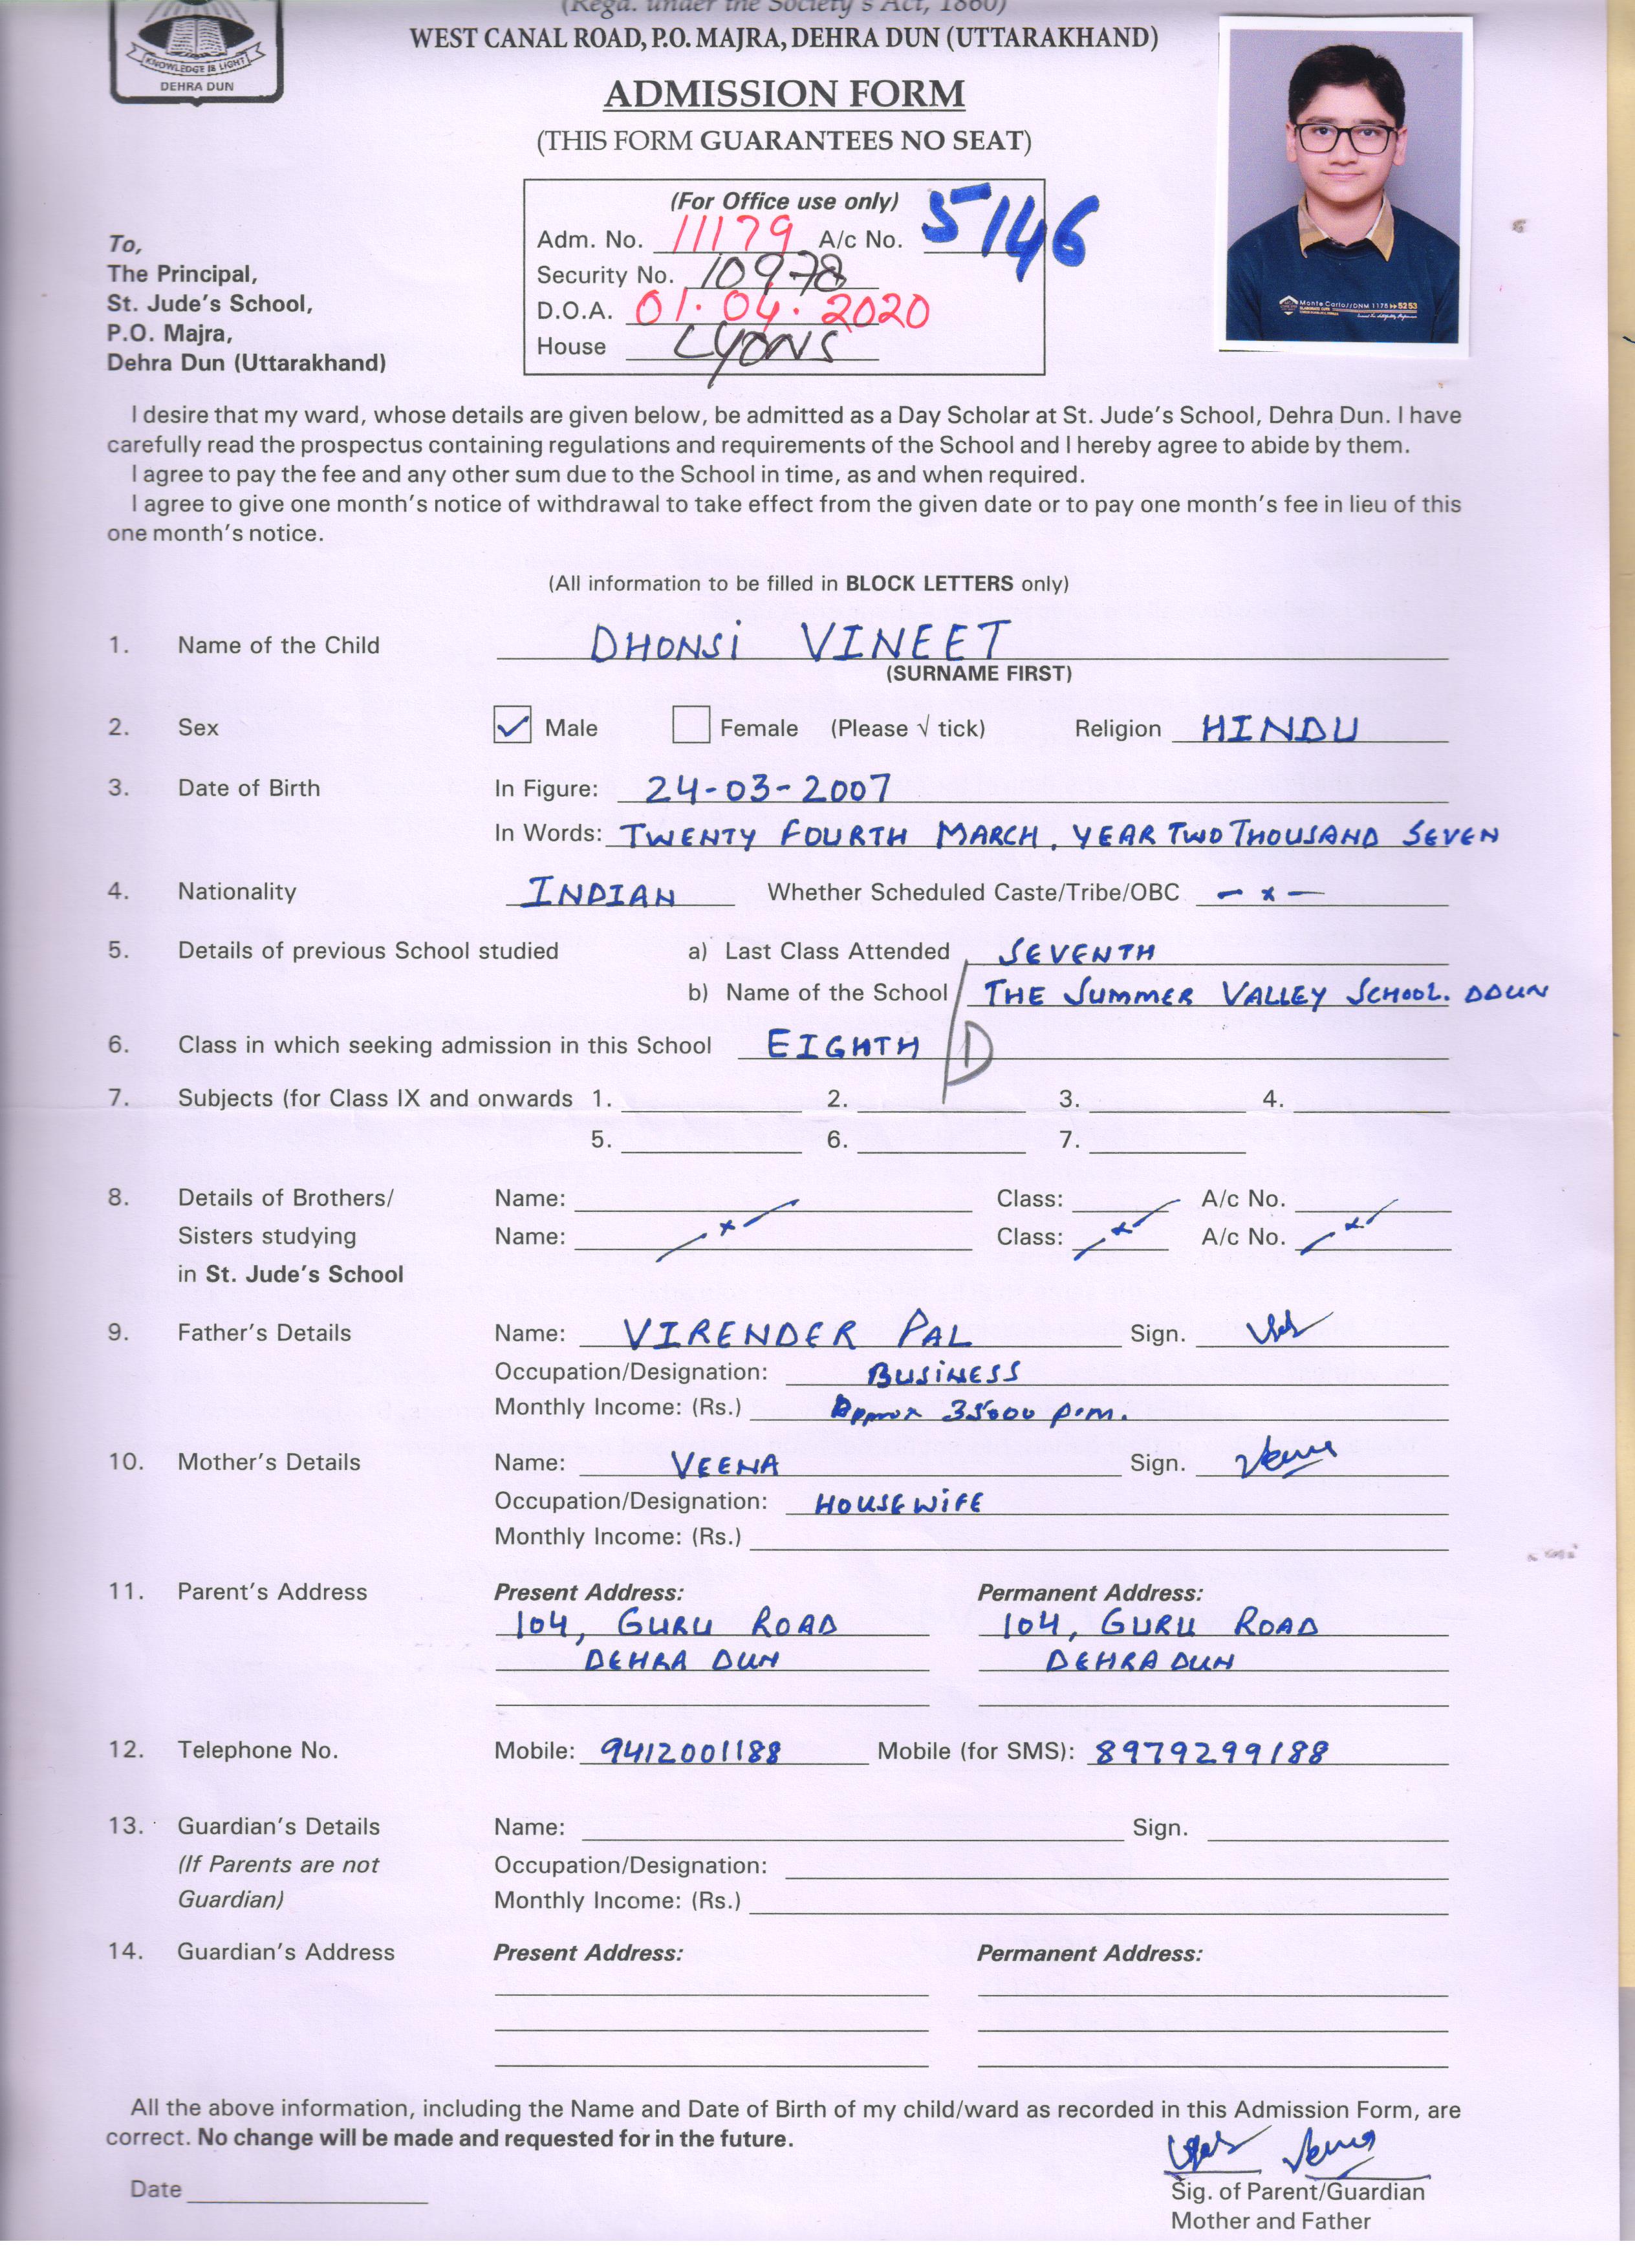 (Regd. under the Society's Act, 1860)
WEST CANAL ROAD, P.O. MAJRA, DEHRA DUN (UTTARAKHAND)
KNOWLEDGE IS LIGHT
DEHRA DUN
ADMISSION FORM
(THIS FORM GUARANTEES NO SEAT)
(For Office use only)
Adm. No. 11179 A/c No. 5146
Security No. 10978
D.O.A. 01.04.2020
House LYONS
To,
The Principal,
St. Jude's School,
P.O. Majra,
Dehra Dun (Uttarakhand)
Monte Carlo//DNM 1178 5253
I desire that my ward, whose details are given below, be admitted as a Day Scholar at St. Jude's School, Dehra Dun. I have
carefully read the prospectus containing regulations and requirements of the School and I hereby agree to abide by them.
I agree to pay the fee and any other sum due to the School in time, as and when required.
I agree to give one month's notice of withdrawal to take effect from the given date or to pay one month's fee in lieu of this
one month's notice.
(All information to be filled in BLOCK LETTERS only)
1. Name of the Child DHONSi VINEET
(SURNAME FIRST)
2. Sex ✓ Male Female (Please √ tick) Religion HINDU
3. Date of Birth In Figure: 24-03-2007
In Words: TWENTY FOURTH MARCH, YEAR TWO THOUSAND SEVEN
4. Nationality INDIAN Whether Scheduled Caste/Tribe/OBC – x –
5. Details of previous School studied a) Last Class Attended SEVENTH
b) Name of the School THE SUMMER VALLEY SCHOOL. DDUN
6. Class in which seeking admission in this School EIGHTH / D
7. Subjects (for Class IX and onwards 1. 2. 3. 4.
5. 6. 7.
8. Details of Brothers/ Name: Class: A/c No.
Sisters studying Name: – x – Class: – x – A/c No. – x –
in St. Jude's School
9. Father's Details Name: VIRENDER PAL Sign.
Occupation/Designation: BUSiNESS
Monthly Income: (Rs.) Approx 35000 p.m.
10. Mother's Details Name: VEENA Sign. Veena
Occupation/Designation: HOUSEWiFE
Monthly Income: (Rs.)
11. Parent's Address Present Address: Permanent Address:
104, GURU ROAD 104, GURU ROAD
DEHRA DUN DEHRA DUN
12. Telephone No. Mobile: 9412001188 Mobile (for SMS): 8979299188
13. Guardian's Details Name: Sign.
(If Parents are not Occupation/Designation:
Guardian) Monthly Income: (Rs.)
14. Guardian's Address Present Address: Permanent Address:
All the above information, including the Name and Date of Birth of my child/ward as recorded in this Admission Form, are
correct. No change will be made and requested for in the future.
Veena
Date Sig. of Parent/Guardian
Mother and Father